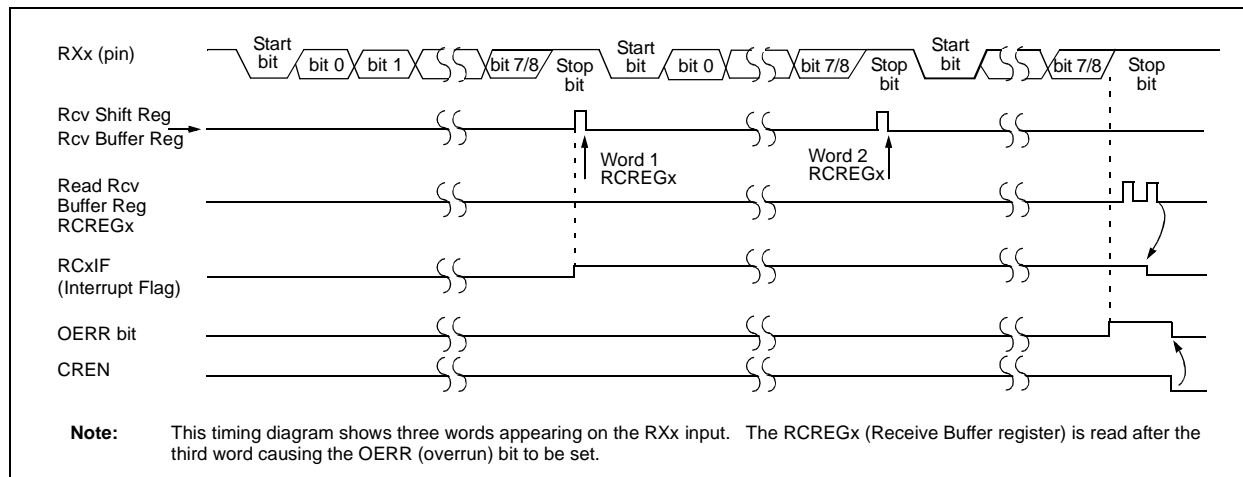 RXx (pin)
Start
bit
bit 0
bit 1
bit 7/8
Stop
bit
Start
bit
bit 0
bit 7/8
Stop
bit
Start
bit
bit 7/8
Stop
bit
Rcv Shift Reg
Rcv Buffer Reg
Word 1
RCREGx
Word 2
RCREGx
Read Rcv
Buffer Reg
RCREGx
RCxIF
(Interrupt Flag)
OERR bit
CREN
Note: This timing diagram shows three words appearing on the RXx input. The RCREGx (Receive Buffer register) is read after the
third word causing the OERR (overrun) bit to be set.